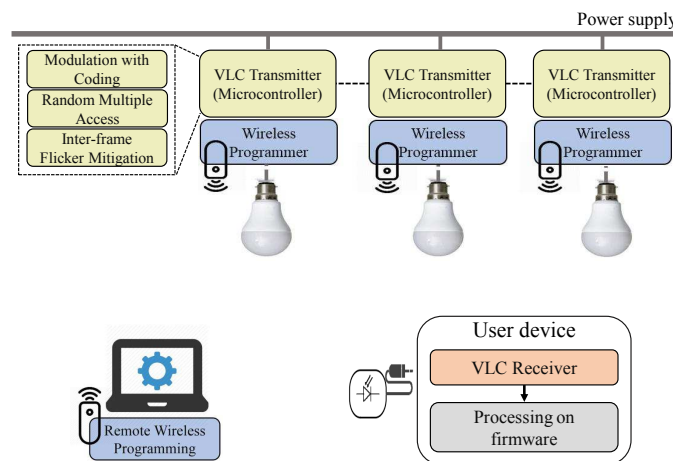 Power supply
Modulation with
Coding
Random Multiple
Access
Inter-frame
Flicker Mitigation
VLC Transmitter
(Microcontroller)
Wireless
Programmer
VLC Transmitter
(Microcontroller)
Wireless
Programmer
VLC Transmitter
(Microcontroller)
Wireless
Programmer
Remote Wireless
Programming
User device
VLC Receiver
Processing on
firmware